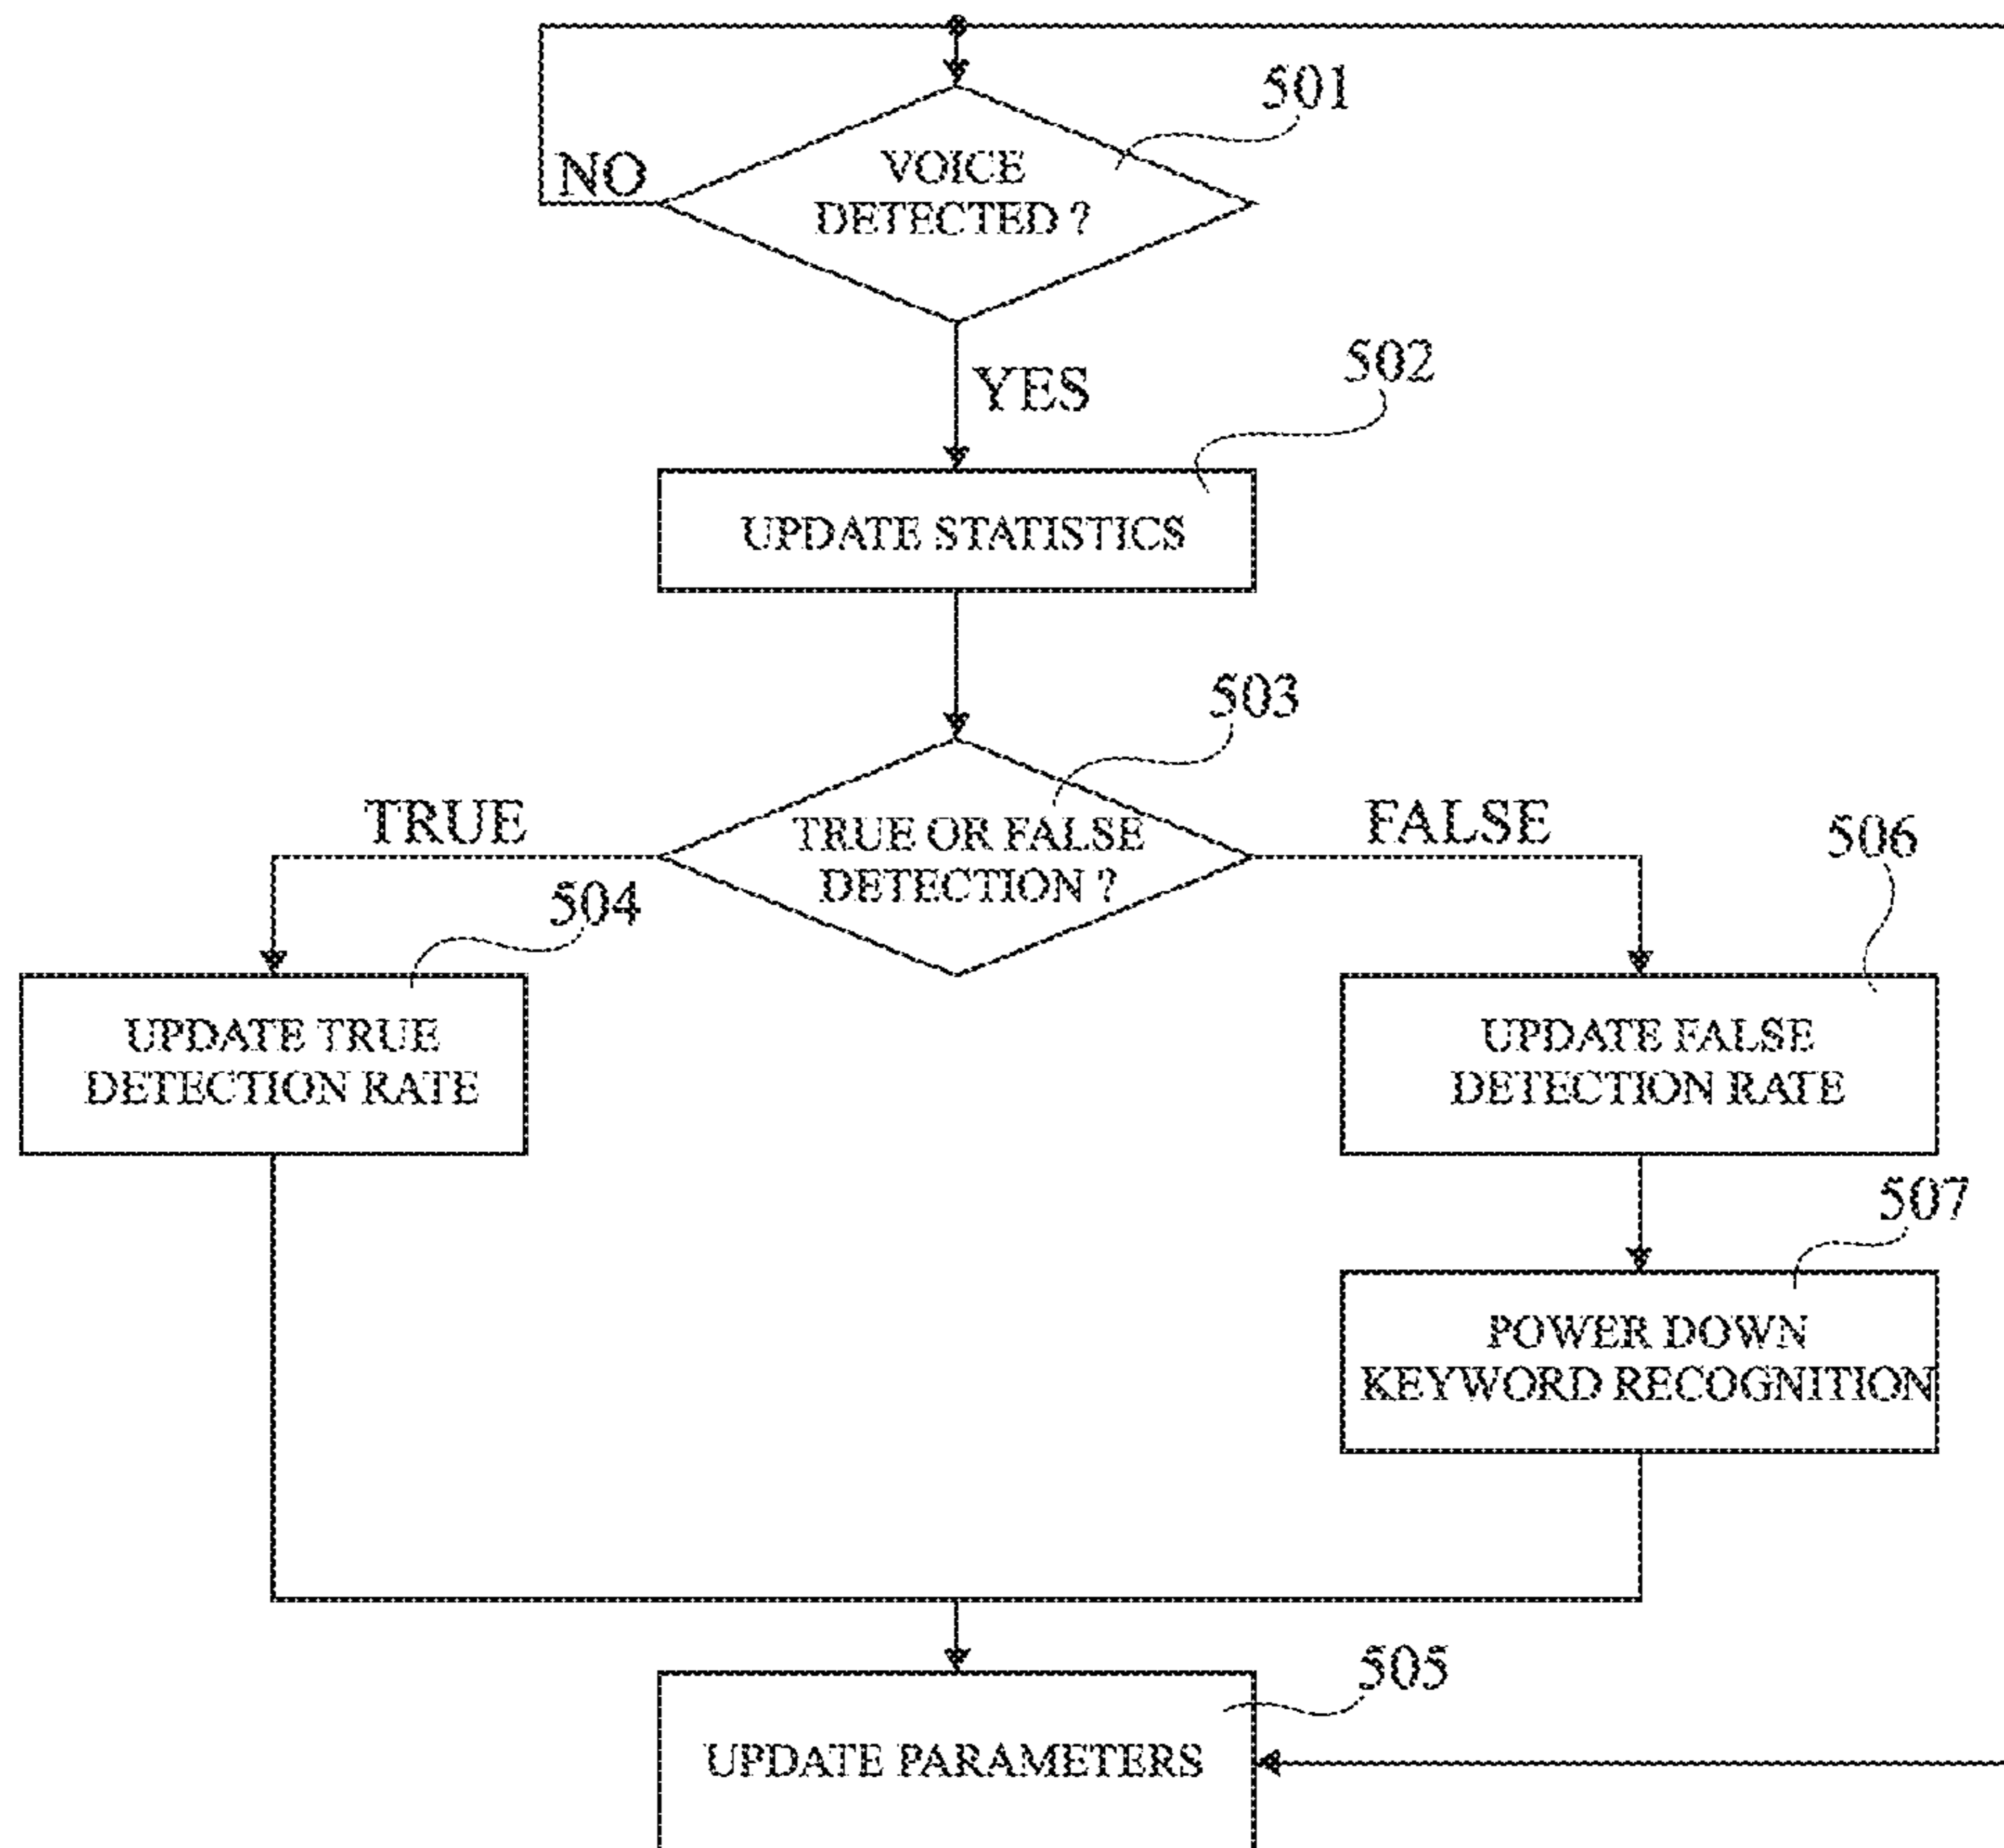 501
VOICE
DETECTED ?
NO
YES
502
UPDATE STATISTICS
503
TRUE OR FALSE
DETECTION ?
TRUE
FALSE
504
506
UPDATE TRUE
DETECTION RATE
UPDATE FALSE
DETECTION RATE
507
POWER DOWN
KEYWORD RECOGNITION
505
UPDATE PARAMETERS